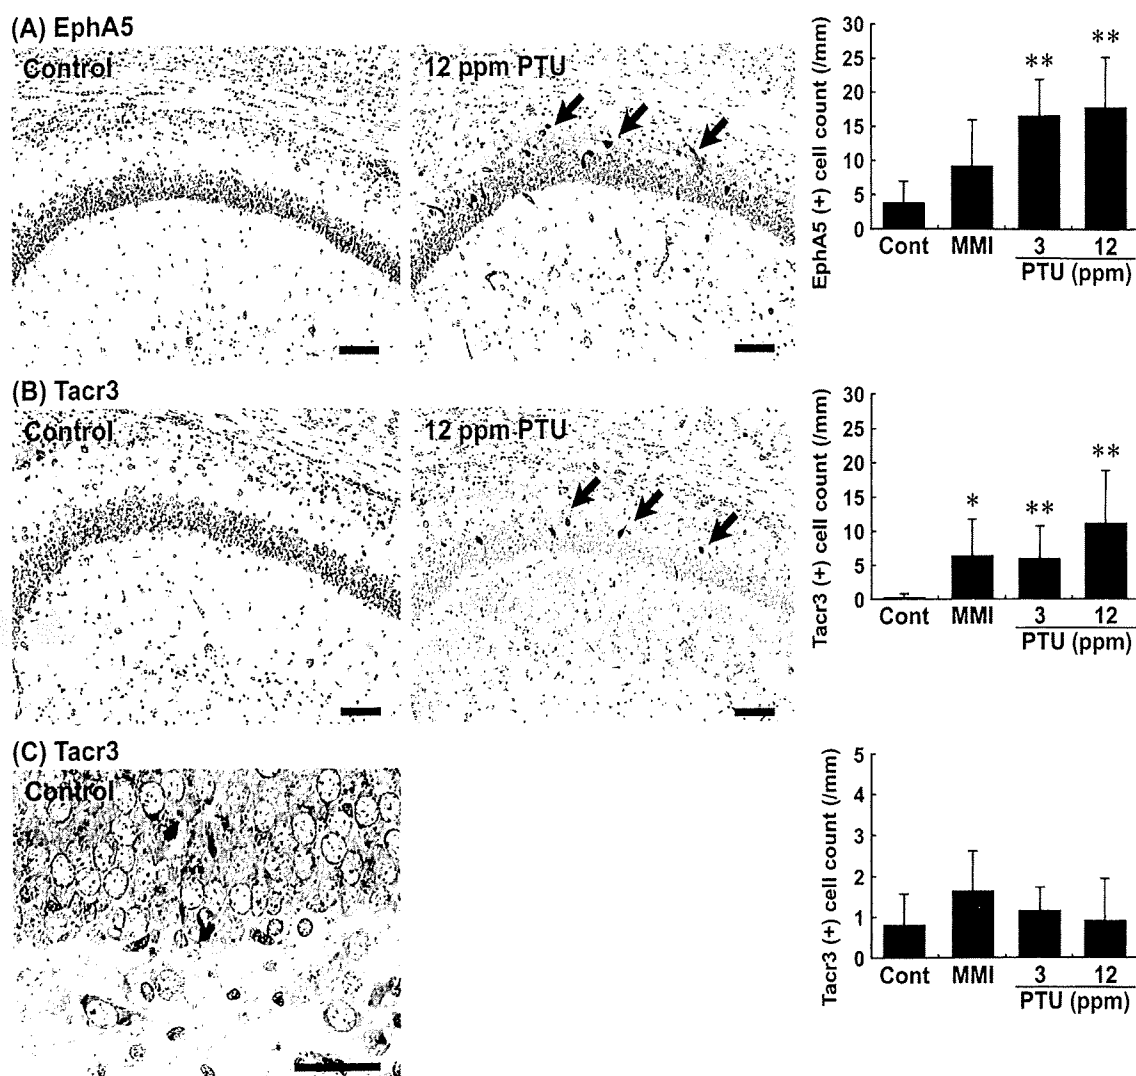 (A) EphA5
Control
12 ppm PTU
EphA5 (+) cell count (/mm)
30
25
20
15
10
5
0
**
**
Cont MMI 3 12
PTU (ppm)
(B) Tacr3
Control
12 ppm PTU
Tacr3 (+) cell count (/mm)
30
25
20
15
10
5
0
*
**
**
Cont MMI 3 12
PTU (ppm)
(C) Tacr3
Control
Tacr3 (+) cell count (/mm)
5
4
3
2
1
0
Cont MMI 3 12
PTU (ppm)